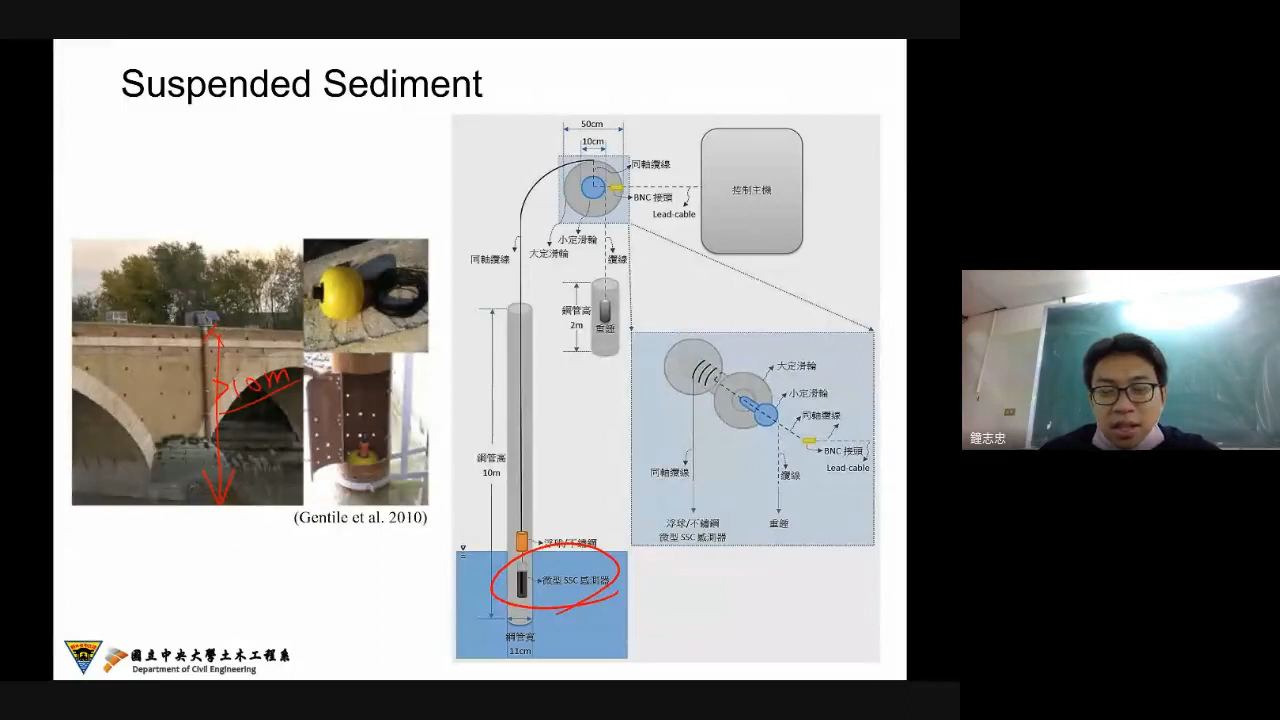 Suspended Sediment
50cm
10cm
同軸纜線
BNC 接頭
Lead-cable
控制主機
小定滑輪
大定滑輪
同軸纜線
纜線
鋼管高
2m
重錘
10m
鋼管高
10m
大定滑輪
小定滑輪
同軸纜線
BNC 接頭
Lead-cable
同軸纜線
纜線
浮球/不鏽鋼
微型 SSC 感測器
重錘
(Gentile et al. 2010)
浮球/不鏽鋼
微型 SSC 感測器
鋼管寬
11cm
國立中央大學土木工程系
Department of Civil Engineering
鐘志忠